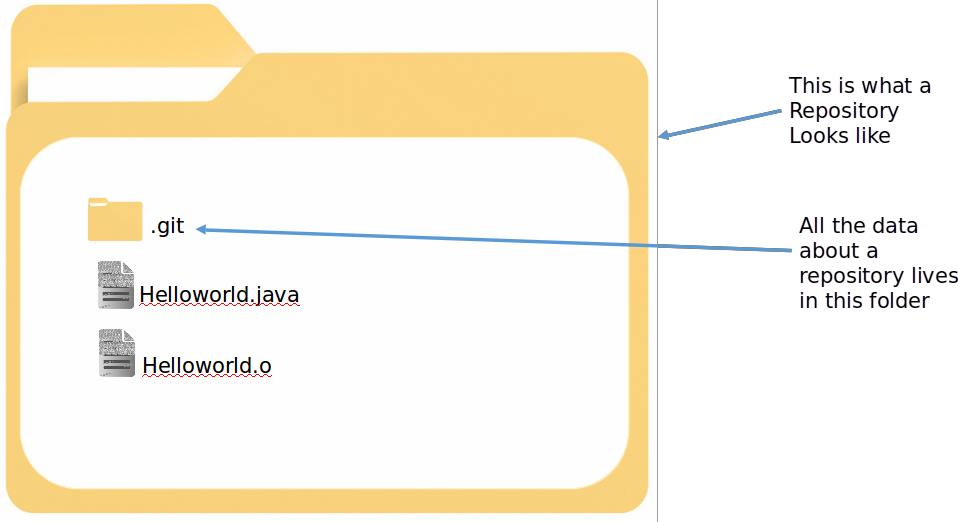 This is what a
Repository
Looks like
.git
All the data
about a
repository lives
in this folder
Helloworld.java
Helloworld.o